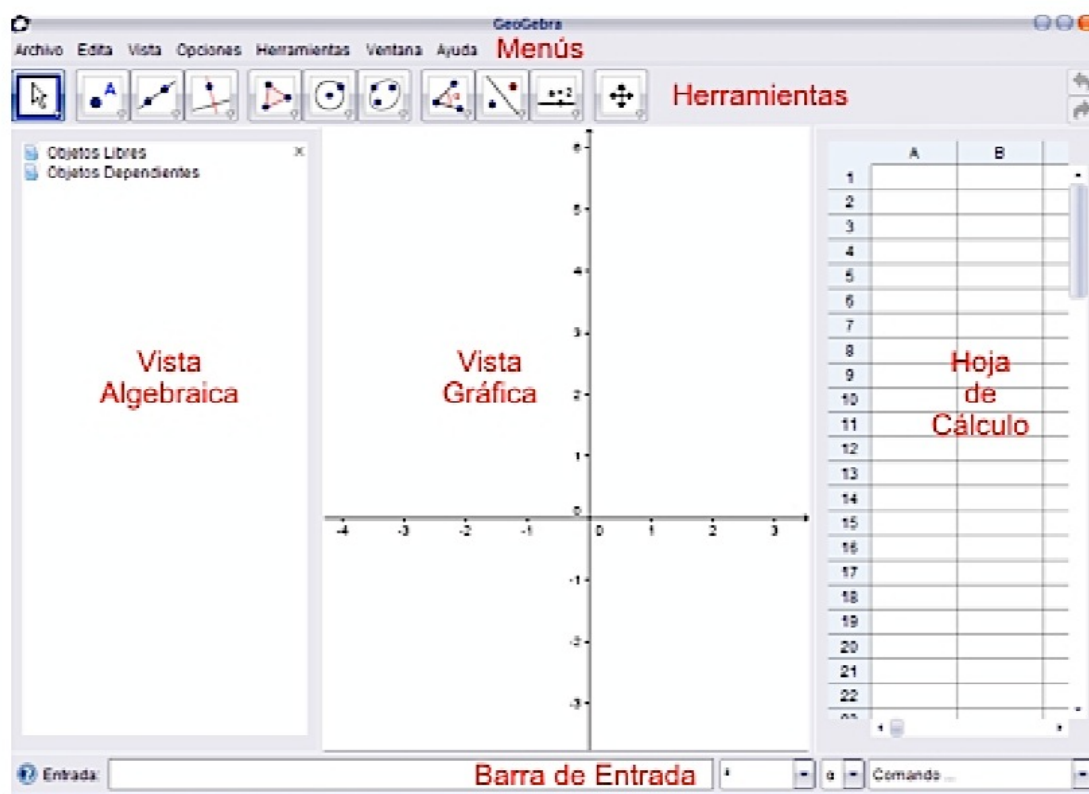 GeoGebra
Archivo Edita Vista Opciones Herramientas Ventana Ayuda Menús
A a=2 Herramientas
Objetos Libres
Objetos Dependientes
Vista
Algebraica
Vista
Gráfica
6
5
4
3
2
1
0
-4 -3 -2 -1 0 1 2 3
-1
-2
-3
A B
1
2
3
4
5
6
7
8
9
10
11
12
13
14
15
16
17
18
19
20
21
22
23
Hoja
de
Cálculo
Entrada: Barra de Entrada α Comando ...